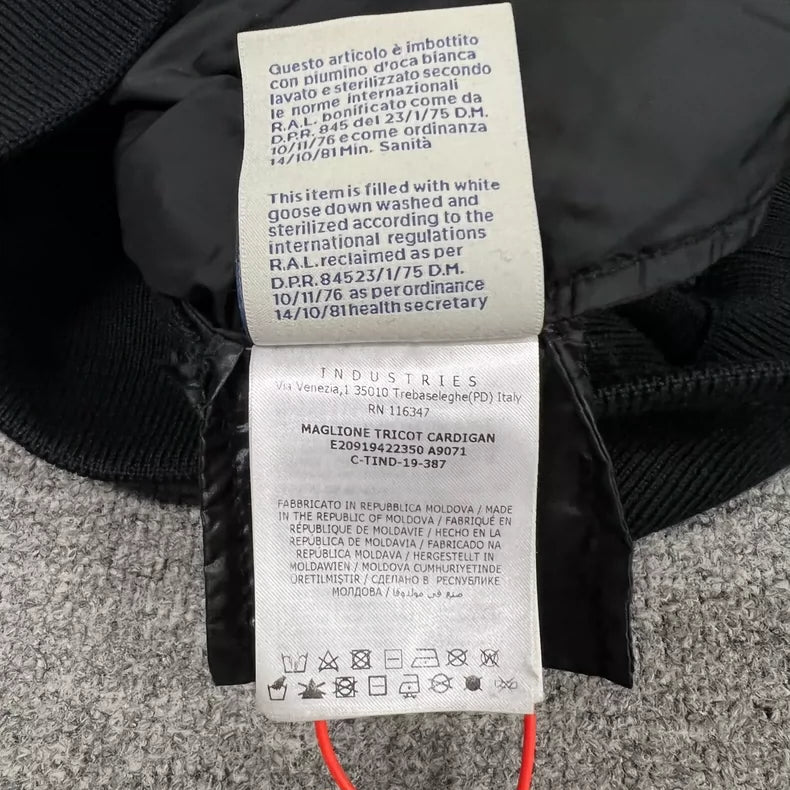 Questo articolo è imbottito
con piumino d'oca bianca
lavato e sterilizzato secondo
le norme internazionali
R.A.L. bonificato come da
D.P.R. 845 del 23/1/75 D.M.
10/11/76 e come ordinanza
14/10/81 Min. Sanità
This item is filled with white
goose down washed and
sterilized according to the
international regulations
R.A.L. reclaimed as per
D.P.R. 84523/1/75 D.M.
10/11/76 as per ordinance
14/10/81 health secretary
INDUSTRIES
Via Venezia,1 35010 Trebaseleghe(PD) Italy
RN 116347
MAGLIONE TRICOT CARDIGAN
E20919422350 A9071
C-TIND-19-387
FABBRICATO IN REPUBBLICA MOLDOVA / MADE
IN THE REPUBLIC OF MOLDOVA / FABRIQUÉ EN
RÉPUBLIQUE DE MOLDAVIE / HECHO EN LA
REPÚBLICA DE MOLDAVIA / FABRICADO NA
REPÚBLICA MOLDAVA / HERGESTELLT IN
MOLDAWIEN / MOLDOVA CUMHURIYETINDE
ÜRETILMIŞTIR / СДЕЛАНО В РЕСПУБЛИКЕ
МОЛДОВА / صنع في مولدوفا